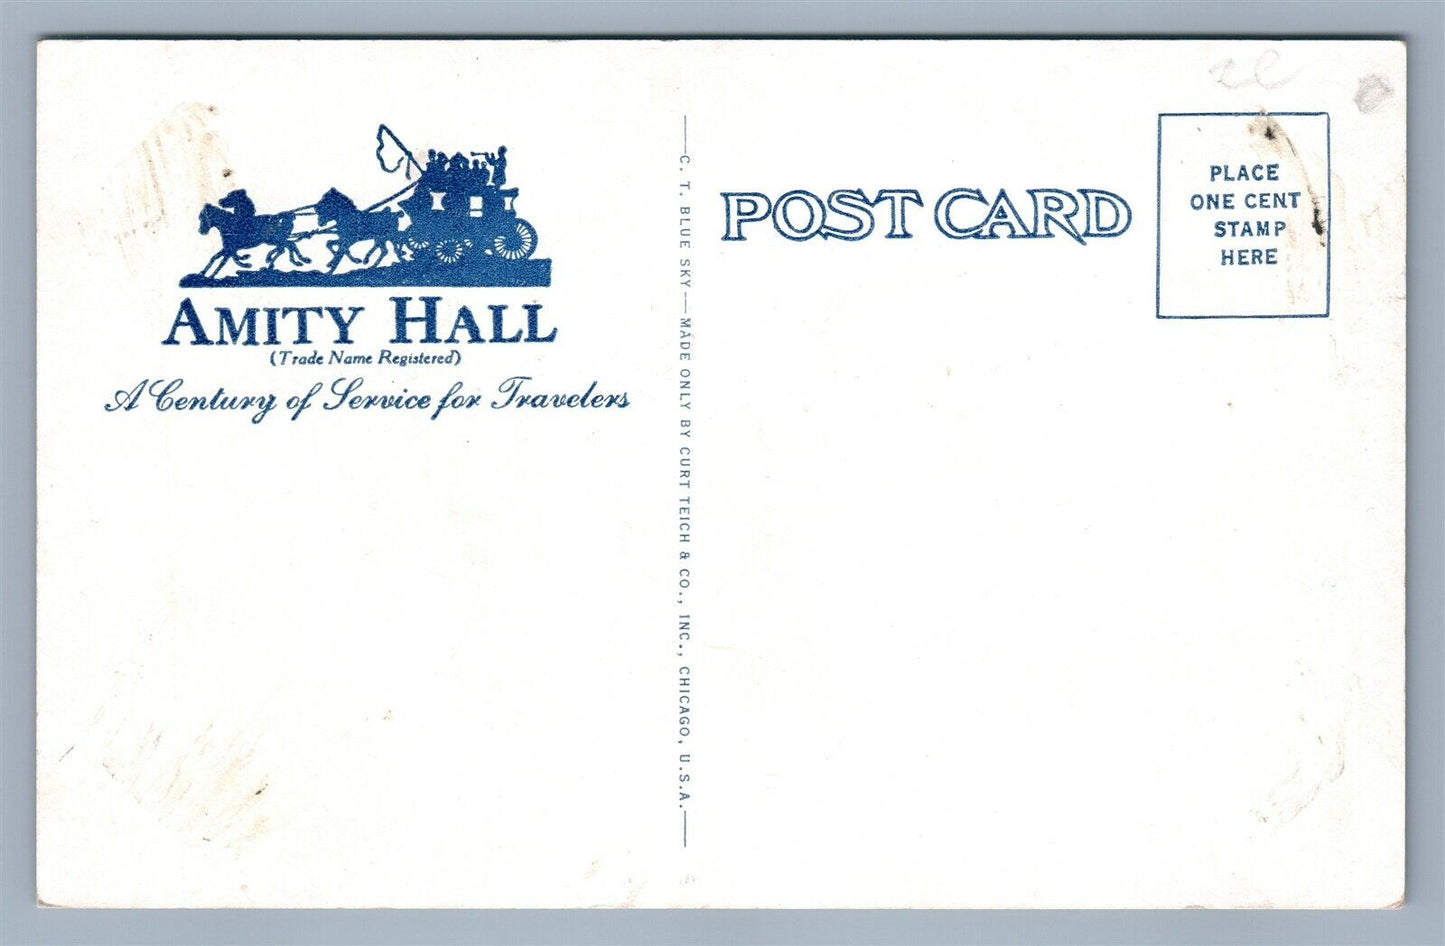 AMITY HALL
(Trade Name Registered)
A Century of Service for Travelers
C. T. BLUE SKY — MADE ONLY BY CURT TEICH & CO., INC., CHICAGO, U.S.A.
POST CARD
PLACE
ONE CENT
STAMP
HERE